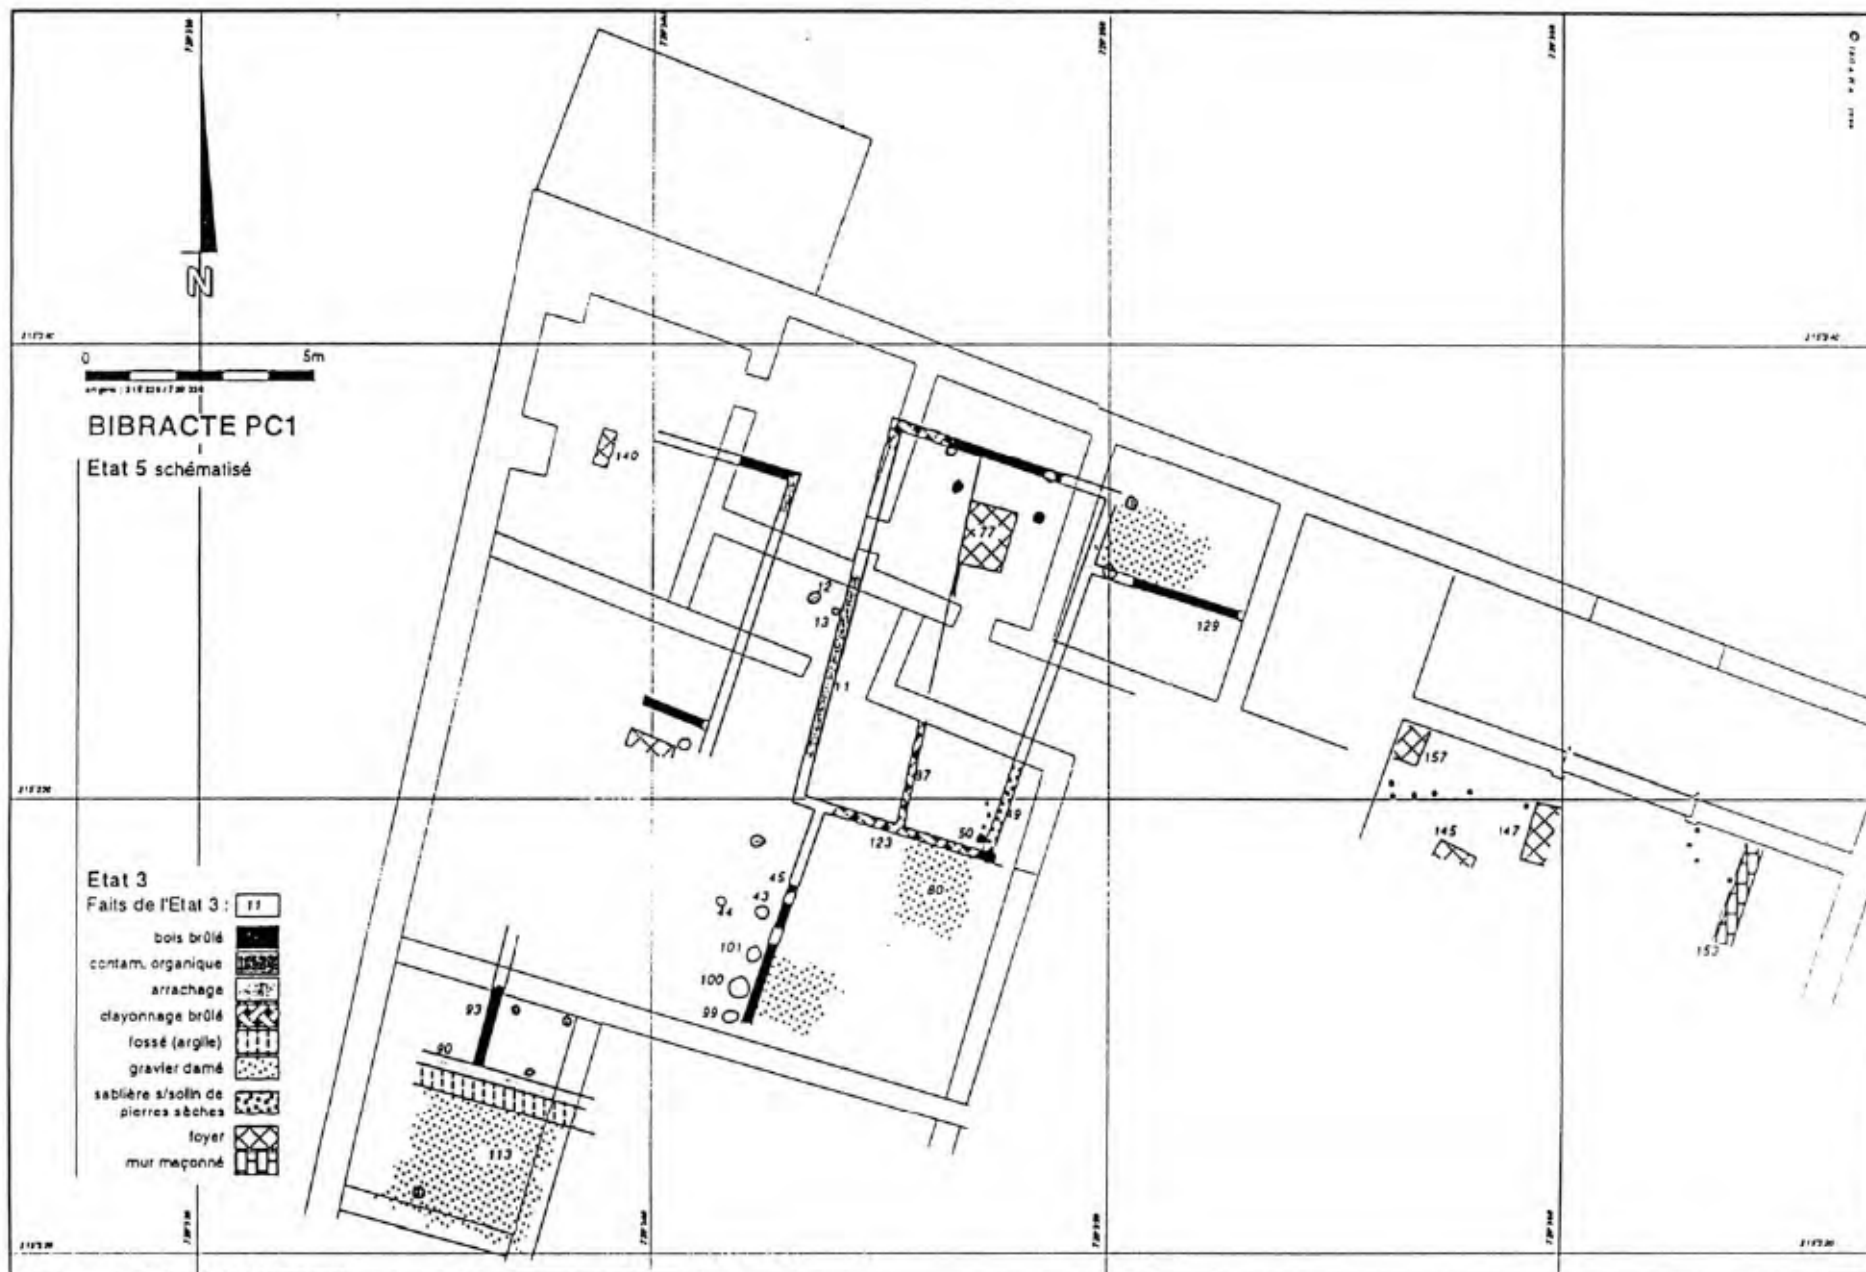 N
0 5m
BIBRACTE PC1
Etat 5 schématisé
140
77
12
13
11
129
157
87
49
50
123
145
147
80
45
43
44
153
101
100
99
93
90
113
Etat 3
Faits de l'Etat 3 : 11
bois brûlé
contam. organique
arrachage
clayonnage brûlé
fossé (argile)
gravier damé
sablière s/solin de
pierres sèches
foyer
mur maçonné